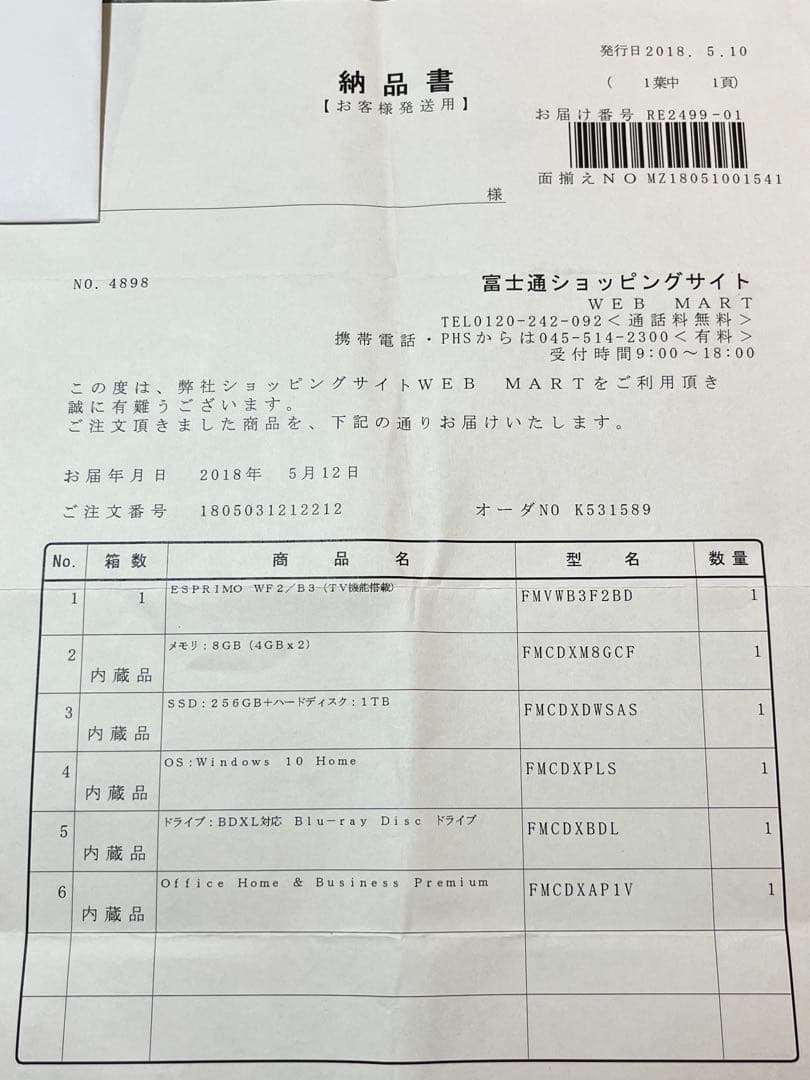 発行日2018. 5.10
納品書
( 1葉中 1頁)
【お客様発送用】
お届け番号 RE2499-01
面揃えNO MZ18051001541
様
NO. 4898
富士通ショッピングサイト
WEB MART
TEL0120-242-092<通話料無料>
携帯電話・PHSからは045-514-2300<有料>
受付時間9:00~18:00
この度は、弊社ショッピングサイトWEB MARTをご利用頂き
誠に有難うございます。
ご注文頂きました商品を、下記の通りお届けいたします。
お届年月日 2018年 5月12日
ご注文番号 1805031212212 オーダNO K531589
No. 箱数 商品名 型名 数量
1 1 ESPRIMO WF2/B3(TV機能搭載) FMVWB3F2BD 1
2 内蔵品 メモリ:8GB(4GBx2) FMCDXM8GCF 1
3 内蔵品 SSD:256GB+ハードディスク:1TB FMCDXDWSAS 1
4 内蔵品 OS:Windows 10 Home FMCDXPLS 1
5 内蔵品 ドライブ:BDXL対応 Blu-ray Disc ドライブ FMCDXBDL 1
6 内蔵品 Office Home & Business Premium FMCDXAP1V 1